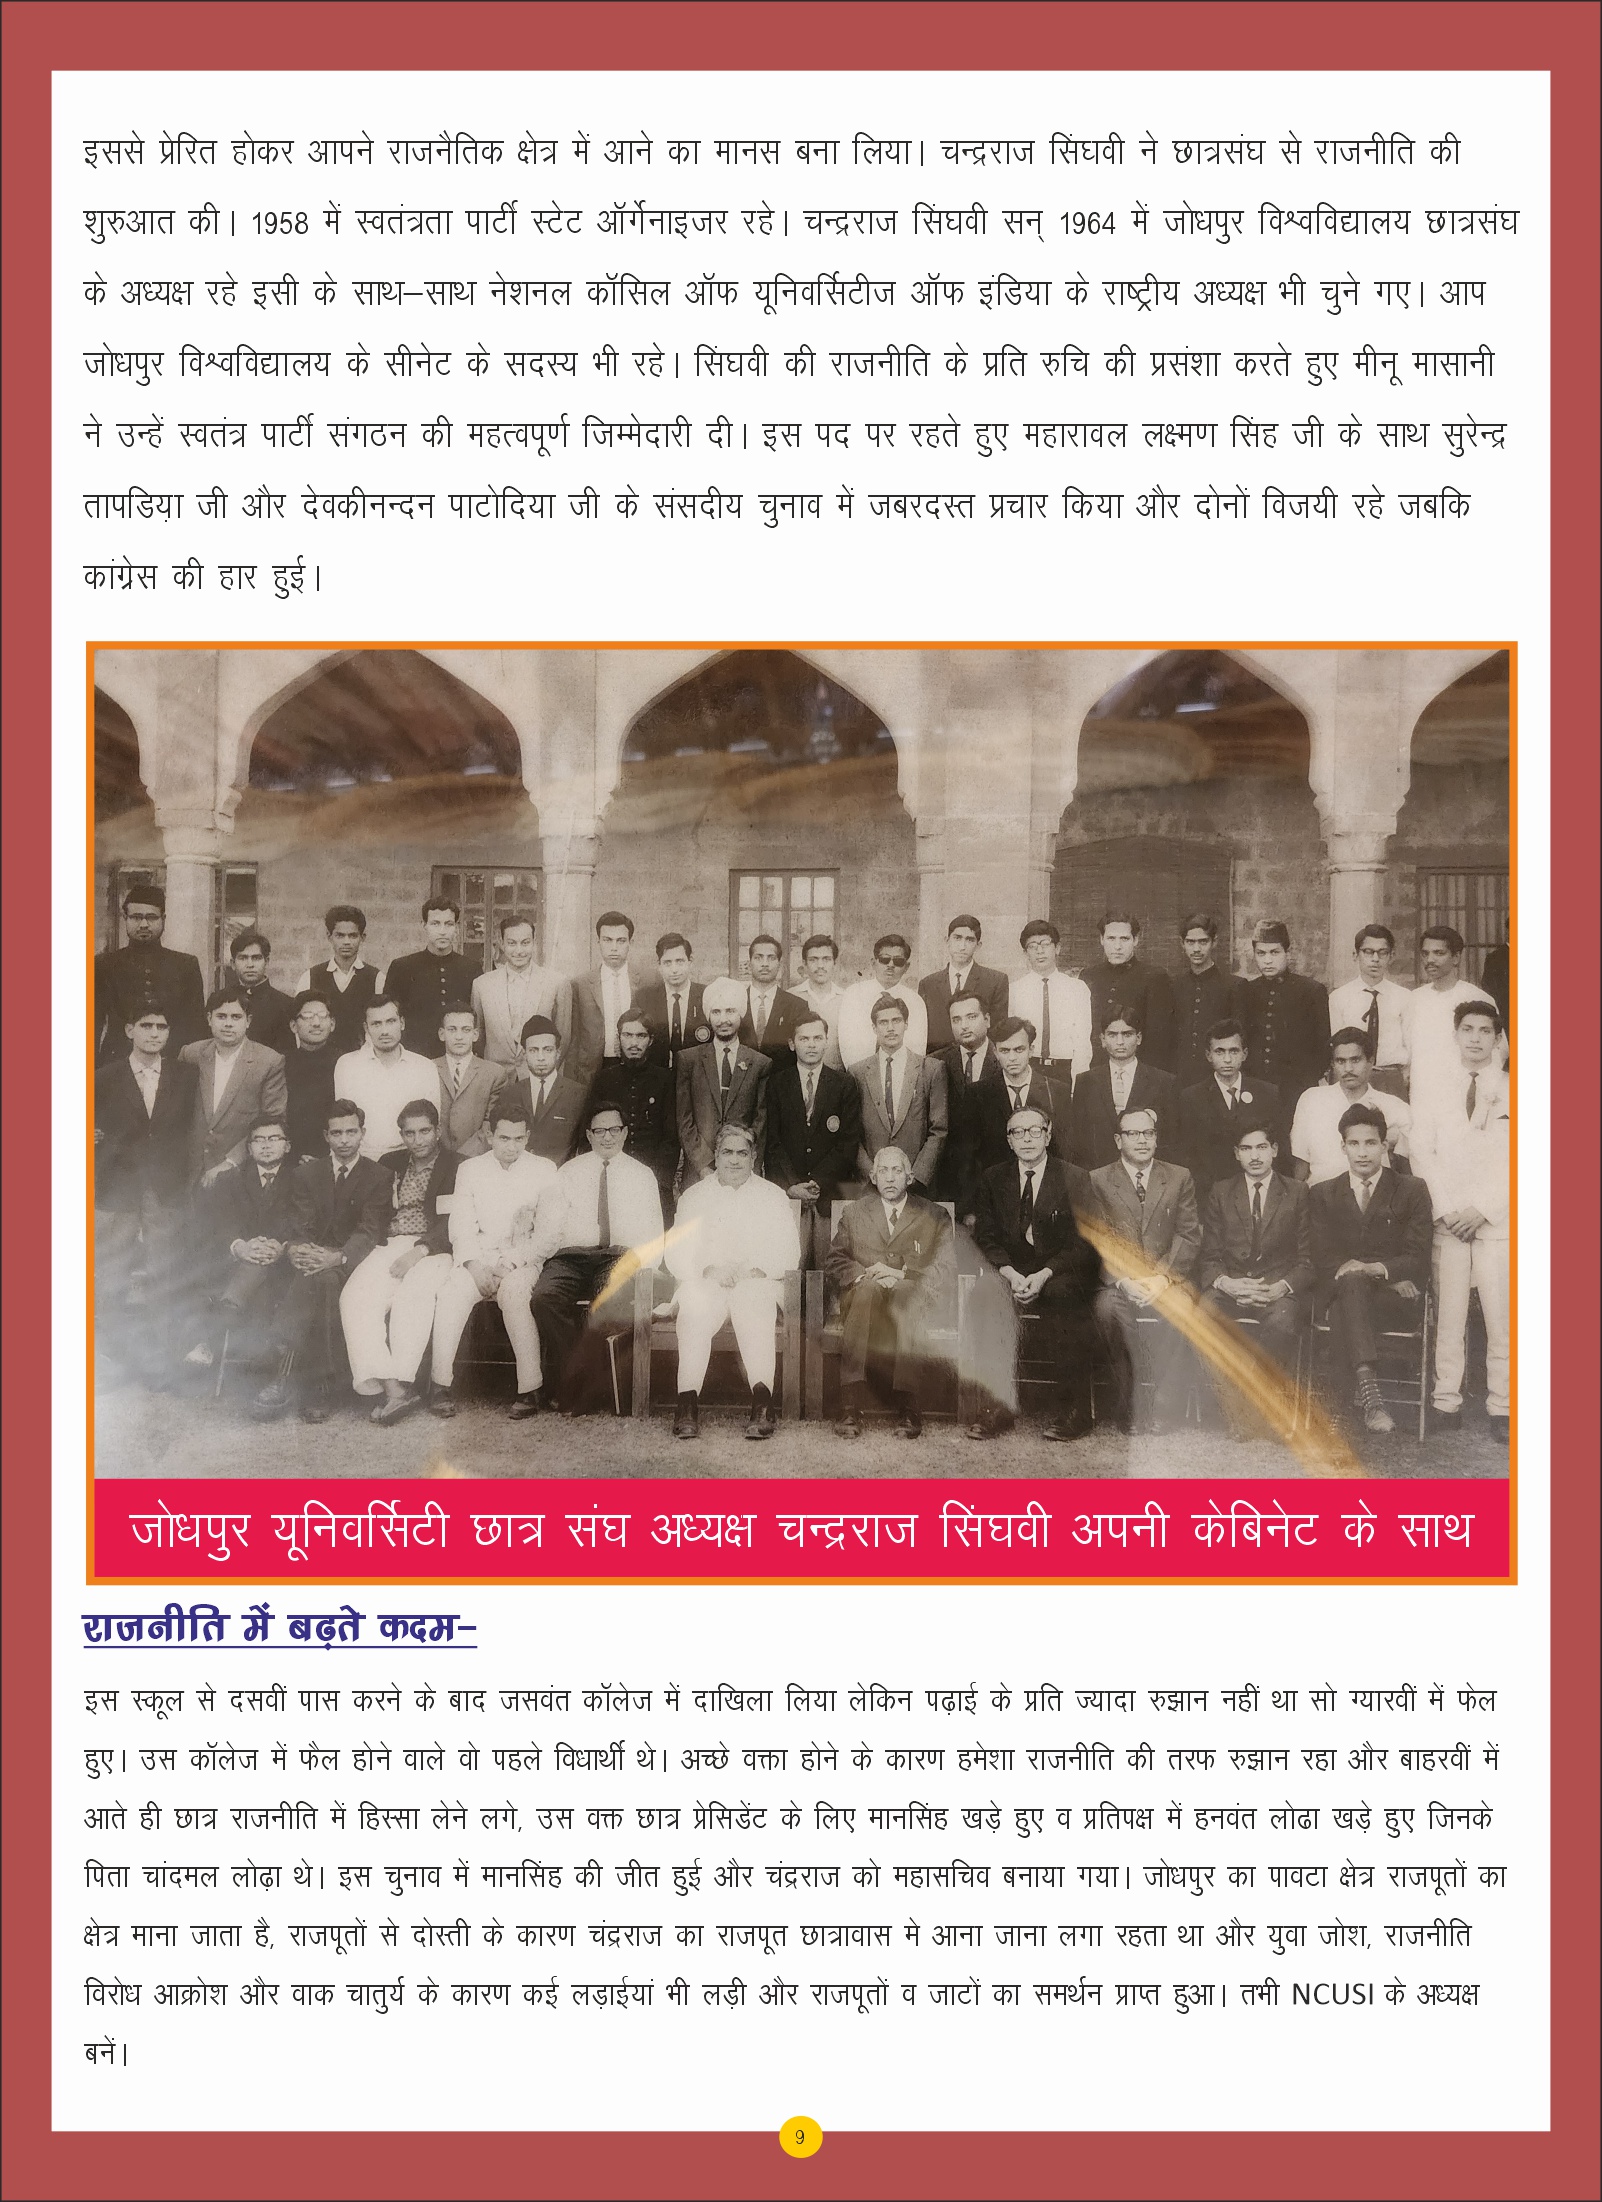 इससे प्रेरित होकर आपने राजनैतिक क्षेत्र में आने का मानस बना लिया। चन्द्रराज सिंघवी ने छात्रसंघ से राजनीति की
शुरुआत की। 1958 में स्वतंत्रता पार्टी स्टेट ऑर्गेनाइजर रहे। चन्द्रराज सिंघवी सन् 1964 में जोधपुर विश्वविद्यालय छात्रसंघ
के अध्यक्ष रहे इसी के साथ–साथ नेशनल कॉसिल ऑफ यूनिवर्सिटीज ऑफ इंडिया के राष्ट्रीय अध्यक्ष भी चुने गए। आप
जोधपुर विश्वविद्यालय के सीनेट के सदस्य भी रहे। सिंघवी की राजनीति के प्रति रुचि की प्रसंशा करते हुए मीनू मासानी
ने उन्हें स्वतंत्र पार्टी संगठन की महत्वपूर्ण जिम्मेदारी दी। इस पद पर रहते हुए महारावल लक्ष्मण सिंह जी के साथ सुरेन्द्र
तापडिय़ा जी और देवकीनन्दन पाटोदिया जी के संसदीय चुनाव में जबरदस्त प्रचार किया और दोनों विजयी रहे जबकि
कांग्रेस की हार हुई।
जोधपुर यूनिवर्सिटी छात्र संघ अध्यक्ष चन्द्रराज सिंघवी अपनी केबिनेट के साथ
राजनीति में बढ़ते कदम–
इस स्कूल से दसवीं पास करने के बाद जसवंत कॉलेज में दाखिला लिया लेकिन पढ़ाई के प्रति ज्यादा रुझान नहीं था सो ग्यारवीं में फेल
हुए। उस कॉलेज में फैल होने वाले वो पहले विधार्थी थे। अच्छे वक्ता होने के कारण हमेशा राजनीति की तरफ रुझान रहा और बाहरवीं में
आते ही छात्र राजनीति में हिस्सा लेने लगे, उस वक्त छात्र प्रेसिडेंट के लिए मानसिंह खड़े हुए व प्रतिपक्ष में हनवंत लोढा खड़े हुए जिनके
पिता चांदमल लोढ़ा थे। इस चुनाव में मानसिंह की जीत हुई और चंद्रराज को महासचिव बनाया गया। जोधपुर का पावटा क्षेत्र राजपूतों का
क्षेत्र माना जाता है, राजपूतों से दोस्ती के कारण चंद्रराज का राजपूत छात्रावास मे आना जाना लगा रहता था और युवा जोश, राजनीति
विरोध आक्रोश और वाक चातुर्य के कारण कई लड़ाईयां भी लड़ी और राजपूतों व जाटों का समर्थन प्राप्त हुआ। तभी NCUSI के अध्यक्ष
बनें।
9